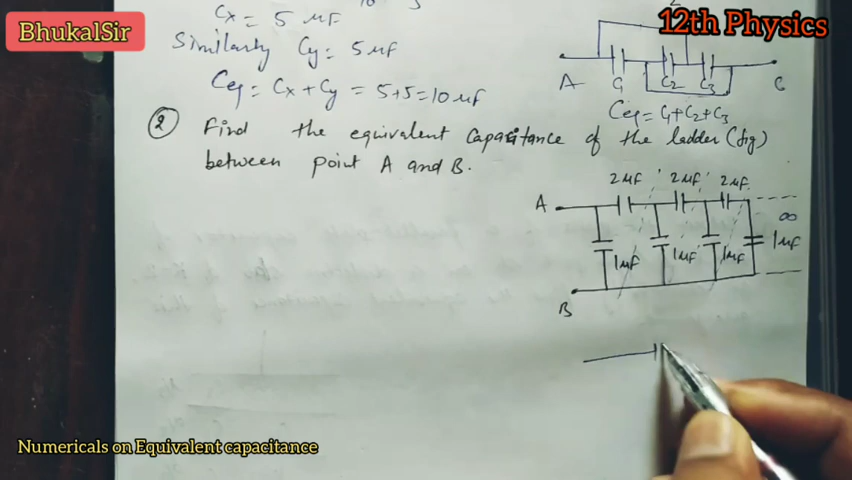 BhukalSir
12th Physics
Cx = 5 μF
Similarly Cy = 5 μF
Ceq = Cx + Cy = 5+5 = 10 μF
A C1 C2 C3 C
Ceq = C1+C2+C3
② Find the equivalent capacitance of the ladder (fig)
between point A and B.
2μF 2μF 2μF
A
∞
1μF 1μF 1μF 1μF
B
Numericals on Equivalent capacitance